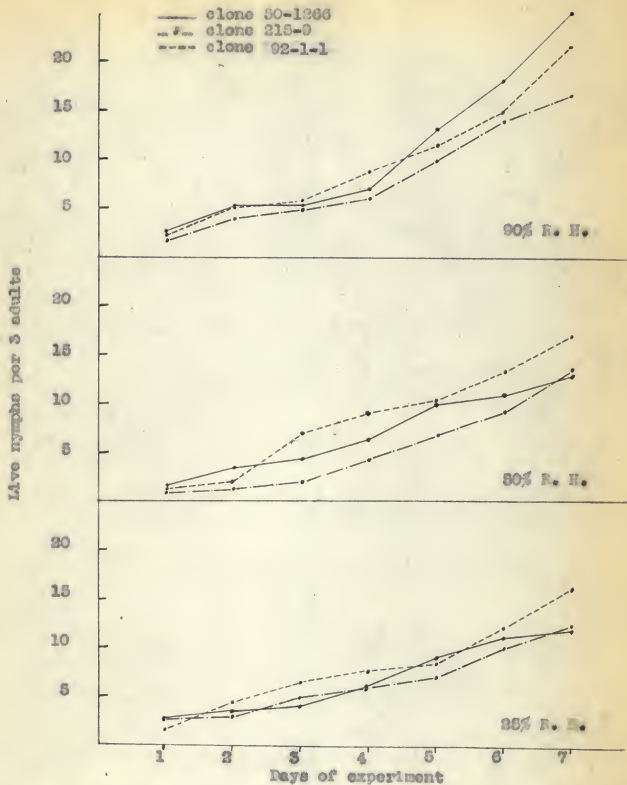 clone 50-1266
clone 218-9
clone 92-1-1
20
15
10
5
90% R. H.
Live nymphs per 3 adults
20
15
10
5
50% R. H.
20
15
10
5
25% R. H.
1 2 3 4 5 6 7
Days of experiment